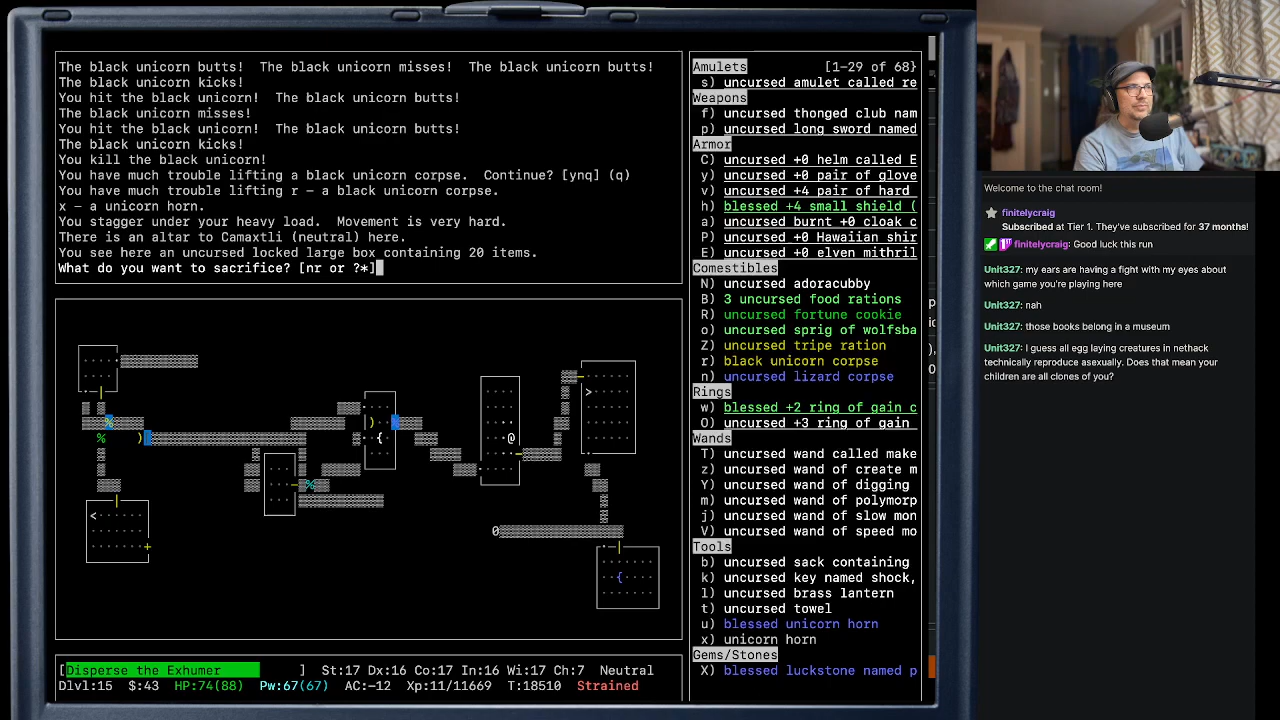 The black unicorn butts!  The black unicorn misses!  The black unicorn butts!
The black unicorn kicks!
You hit the black unicorn!  The black unicorn butts!
The black unicorn misses!
You hit the black unicorn!  The black unicorn butts!
The black unicorn kicks!
You kill the black unicorn!
You have much trouble lifting a black unicorn corpse.  Continue? [ynq] (q)
You have much trouble lifting r - a black unicorn corpse.
x - a unicorn horn.
You stagger under your heavy load.  Movement is very hard.
There is an altar to Camaxtli (neutral) here.
You see here an uncursed locked large box containing 20 items.
What do you want to sacrifice? [nr or ?*]
[Disperse the Exhumer ] St:17 Dx:16 Co:17 In:16 Wi:17 Ch:7 Neutral
Dlvl:15 $:43 HP:74(88) Pw:67(67) AC:-12 Xp:11/11669 T:18510 Strained
Amulets [1-29 of 68}
s) uncursed amulet called re
Weapons
f) uncursed thonged club nam
p) uncursed long sword named
Armor
C) uncursed +0 helm called E
y) uncursed +0 pair of glove
v) uncursed +4 pair of hard
h) blessed +4 small shield (
a) uncursed burnt +0 cloak c
P) uncursed +0 Hawaiian shir
E) uncursed +0 elven mithril
Comestibles
N) uncursed adoracubby
B) 3 uncursed food rations
R) uncursed fortune cookie
o) uncursed sprig of wolfsba
Z) uncursed tripe ration
r) black unicorn corpse
n) uncursed lizard corpse
Rings
w) blessed +2 ring of gain c
O) uncursed +3 ring of gain
Wands
T) uncursed wand called make
z) uncursed wand of create m
Y) uncursed wand of digging
m) uncursed wand of polymorp
j) uncursed wand of slow mon
V) uncursed wand of speed mo
Tools
b) uncursed sack containing
k) uncursed key named shock,
l) uncursed brass lantern
t) uncursed towel
u) blessed unicorn horn
x) unicorn horn
Gems/Stones
X) blessed luckstone named p
Welcome to the chat room!
finitelycraig
Subscribed at Tier 1. They've subscribed for 37 months!
finitelycraig: Good luck this run
Unit327: my ears are having a fight with my eyes about
which game you're playing here
Unit327: nah
Unit327: those books belong in a museum
Unit327: I guess all egg laying creatures in nethack
technically reproduce asexually. Does that mean your
children are all clones of you?